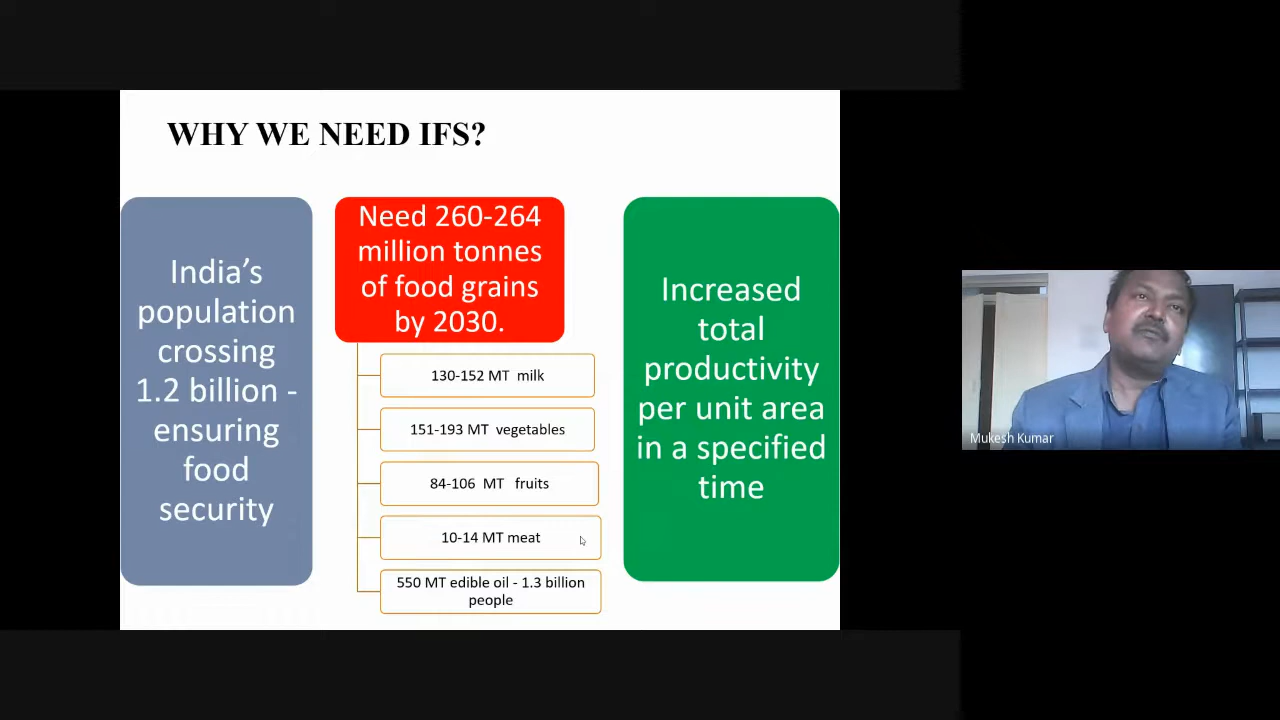 WHY WE NEED IFS?
India’s
population
crossing
1.2 billion -
ensuring
food
security
Need 260-264
million tonnes
of food grains
by 2030.
130-152 MT  milk
151-193 MT  vegetables
84-106  MT  fruits
10-14 MT meat
550 MT edible oil - 1.3 billion
people
Increased
total
productivity
per unit area
in a specified
time
Mukesh Kumar